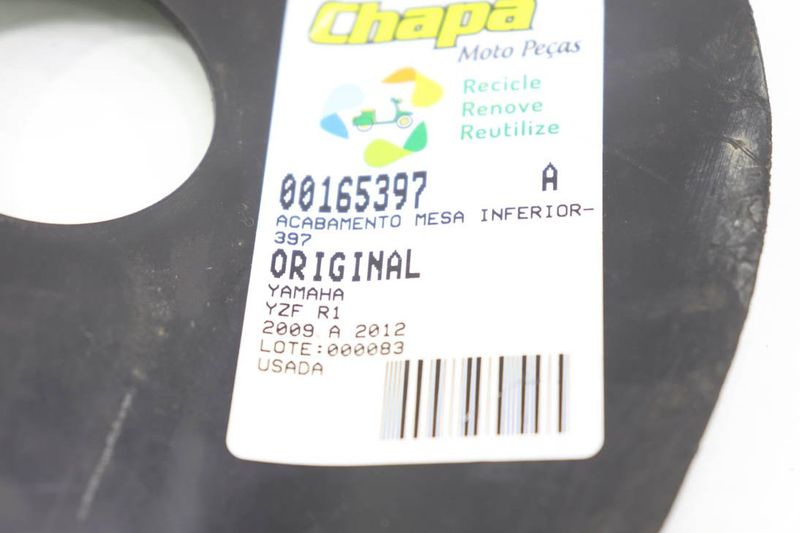 Chapa
Moto Peças
Recicle
Renove
Reutilize
00165397 A
ACABAMENTO MESA INFERIOR-
397
ORIGINAL
YAMAHA
YZF R1
2009 A 2012
LOTE:000083
USADA